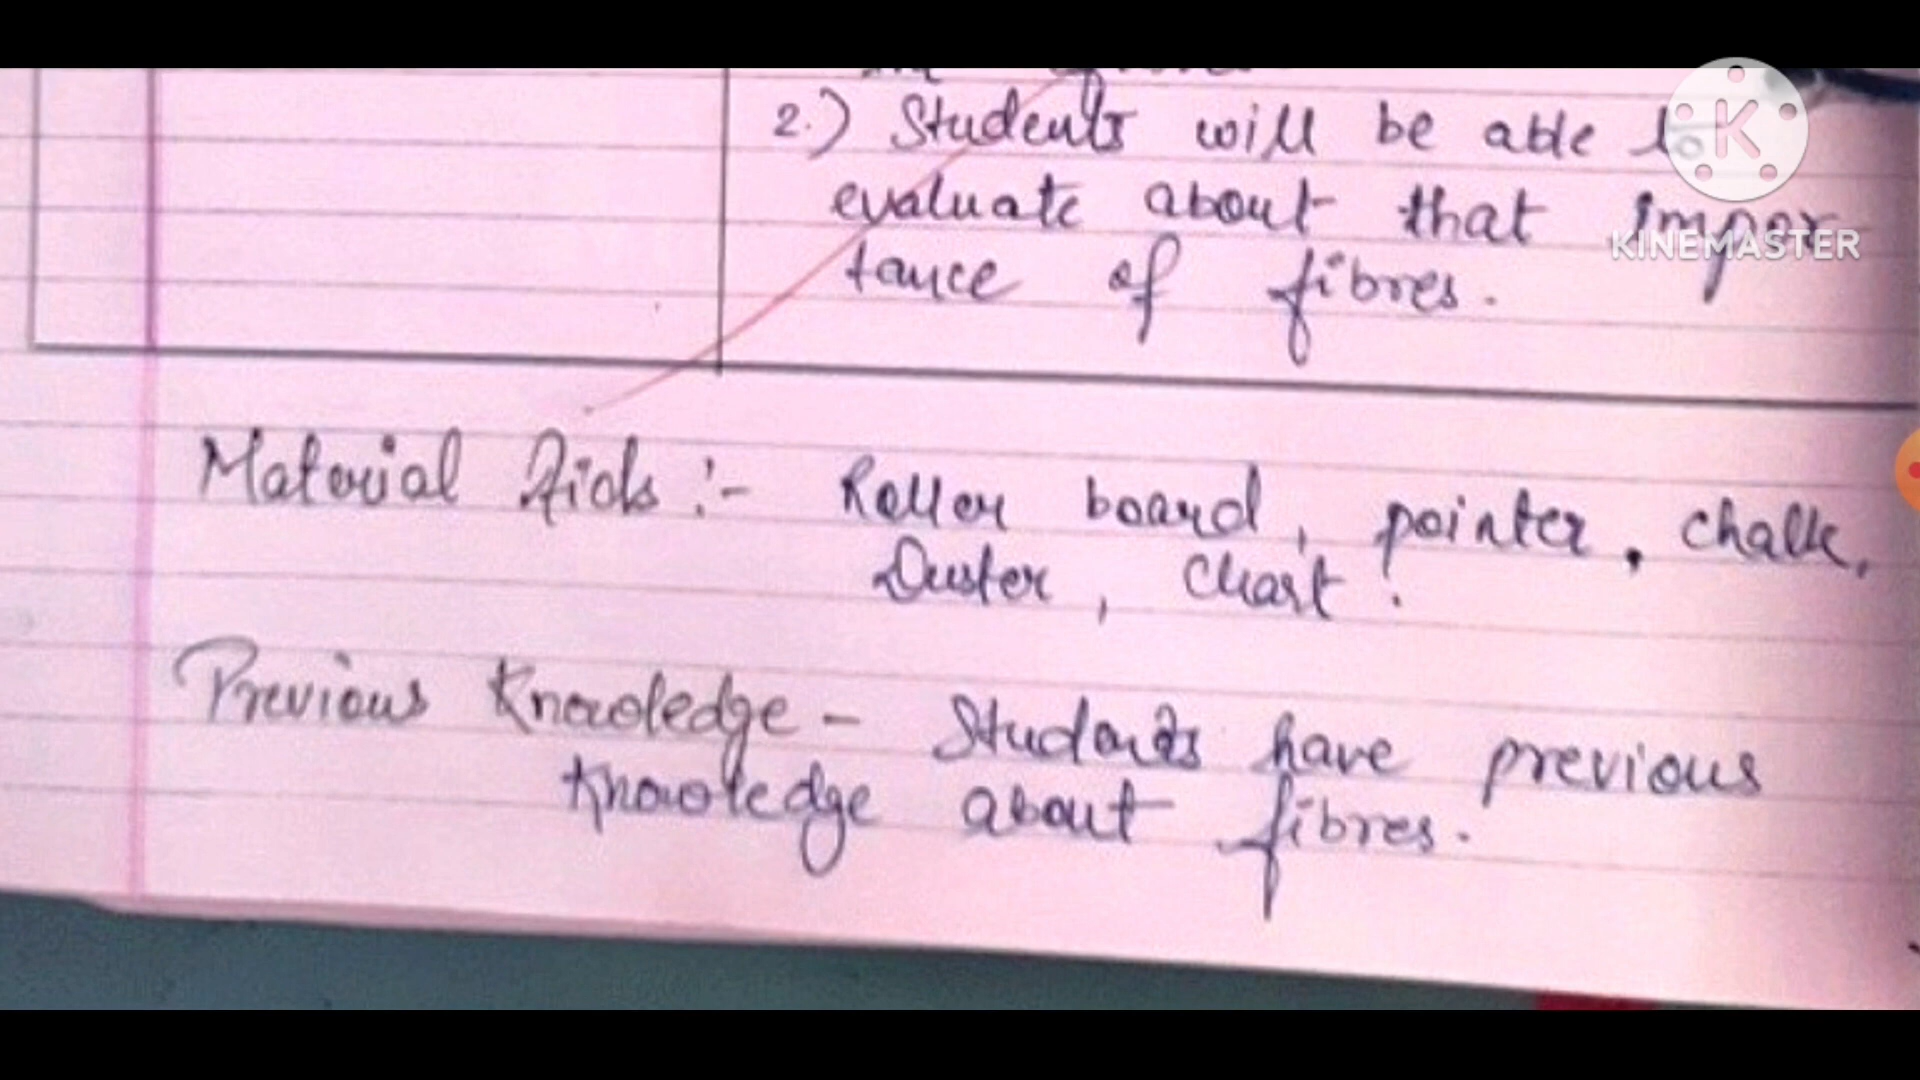 2.) Students will be able to
evaluate about that impor-
tance of fibres.
Material Aids :- Roller board, pointer, chalk,
Duster, Chart.
Previous Knowledge - Students have previous
Knowledge about fibres.
K
KINEMASTER